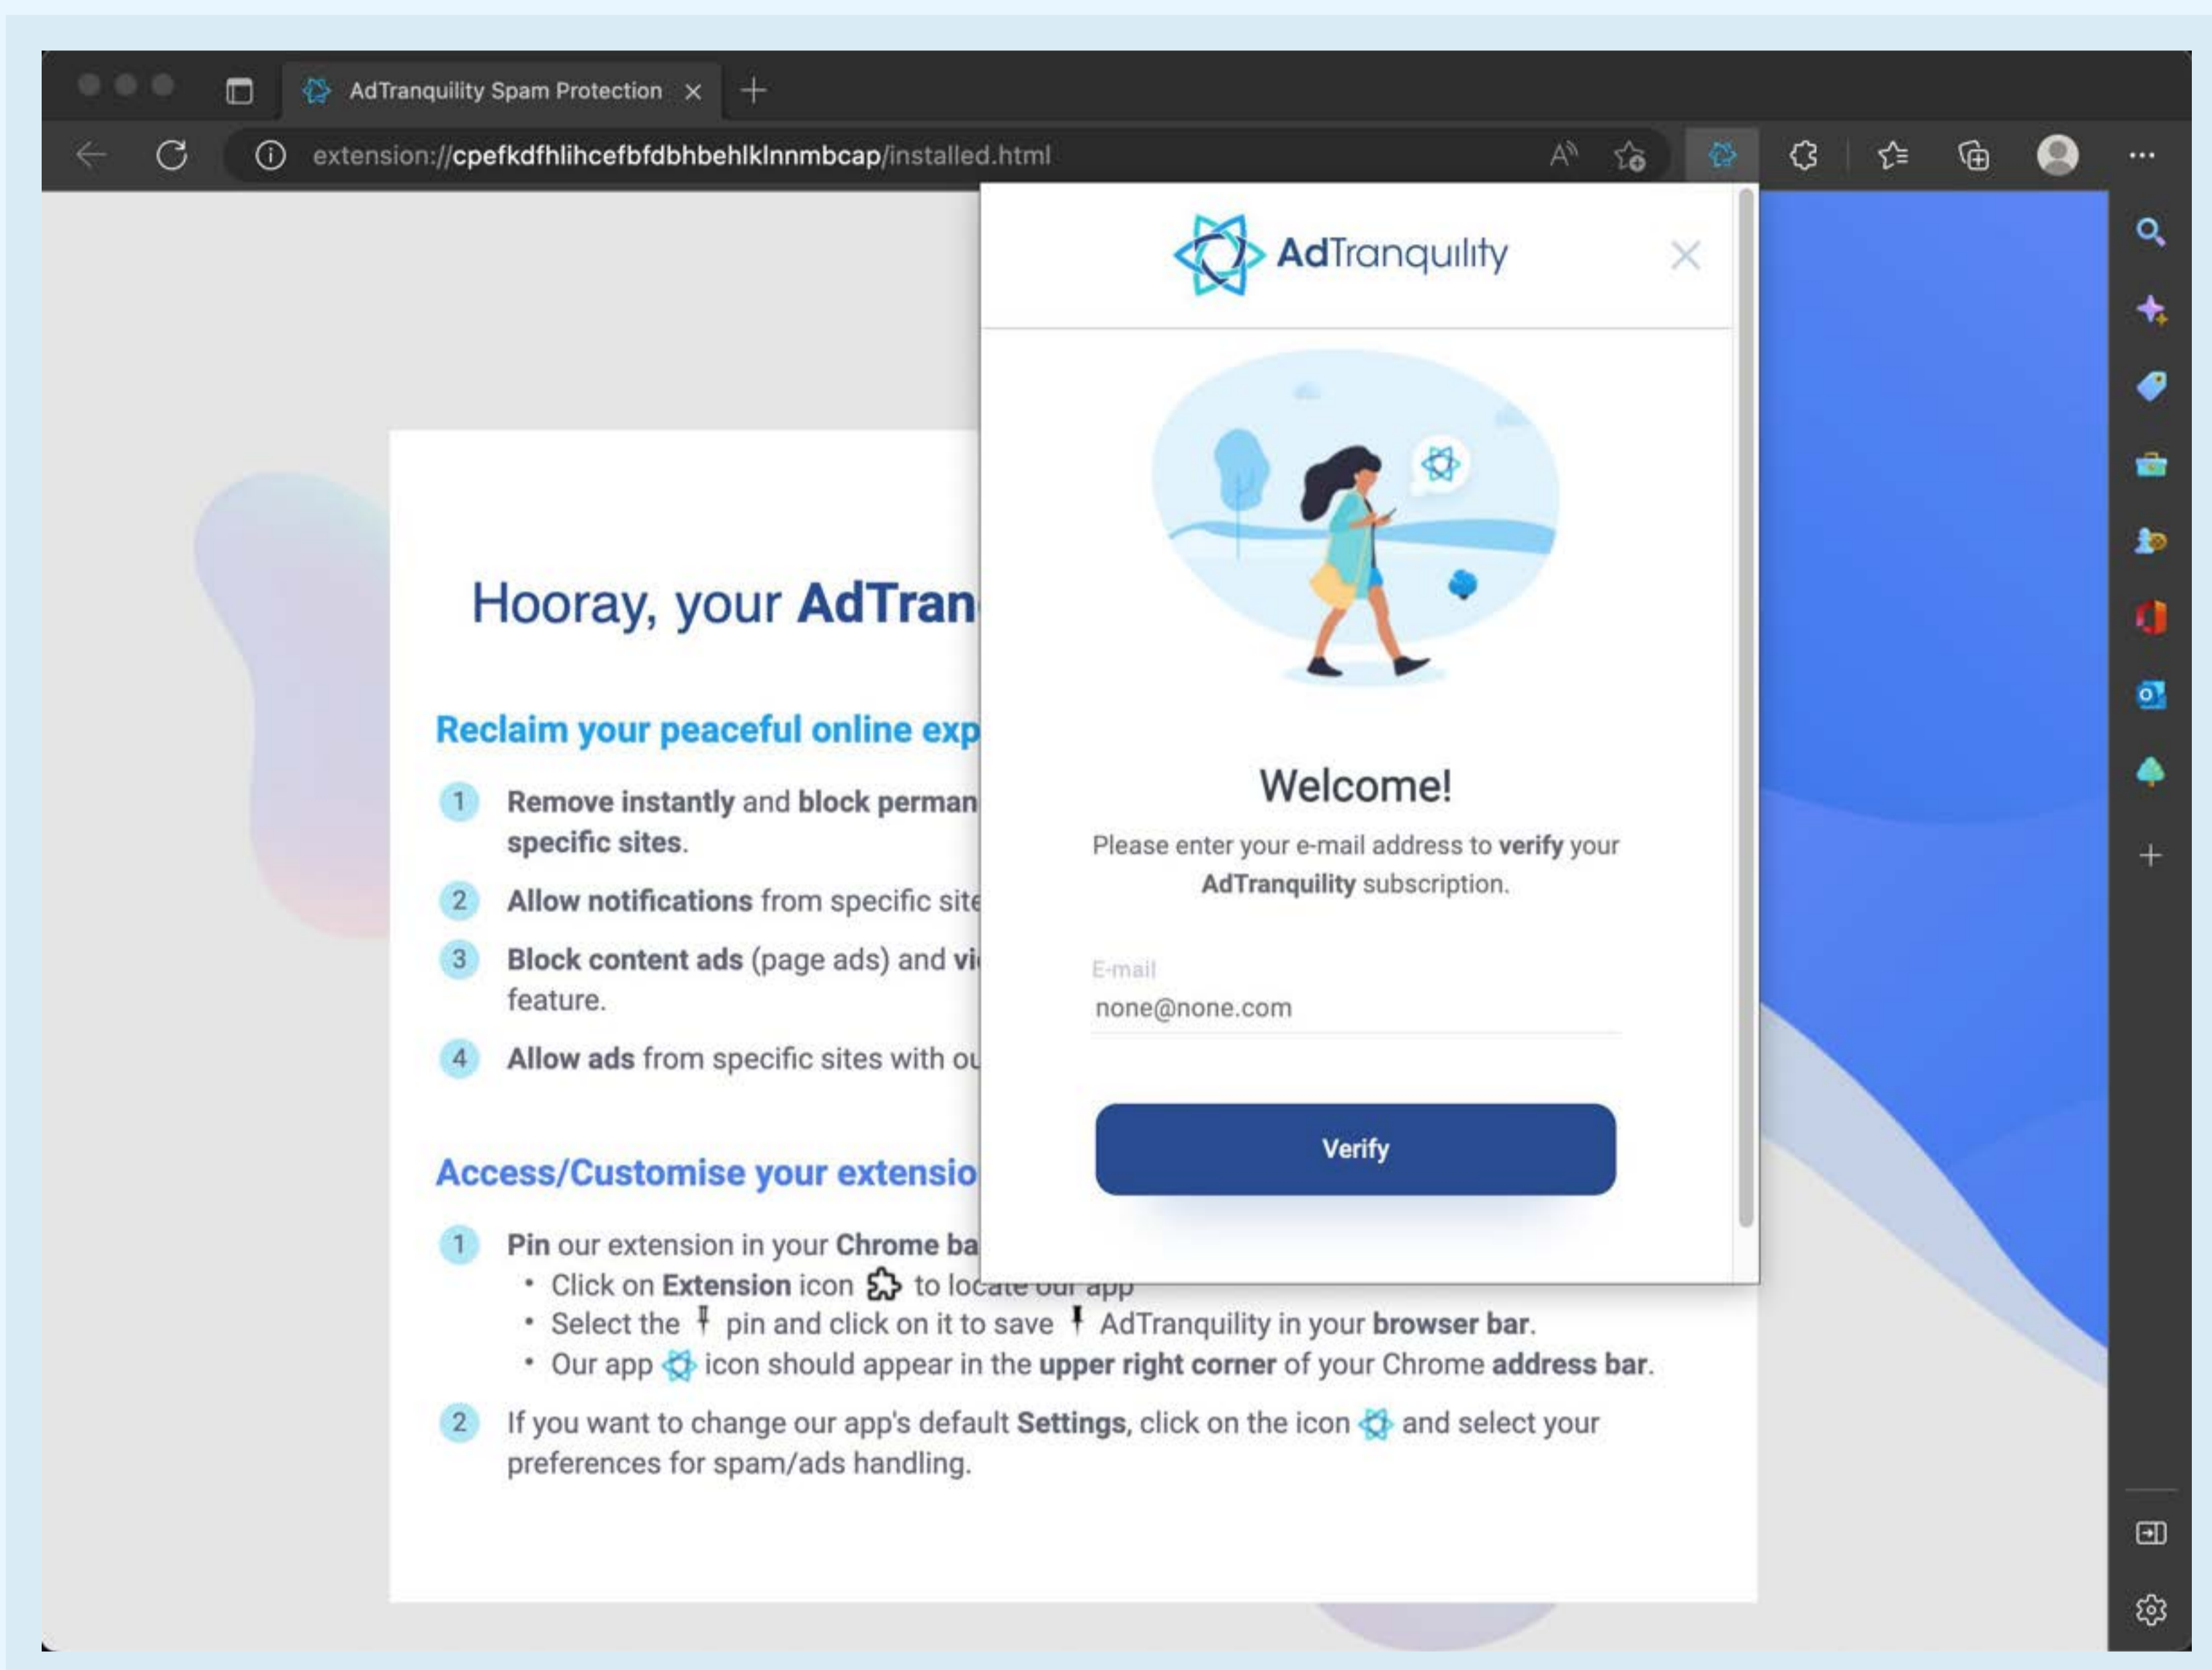 AdTranquility Spam Protection
extension://cpefkdfhlihcefbfdbhbehlklnnmbcap/installed.html
AdTranquility
Hooray, your AdTran
Reclaim your peaceful online exp
1 Remove instantly and block perman
specific sites.
2 Allow notifications from specific site
3 Block content ads (page ads) and vi
feature.
4 Allow ads from specific sites with ou
Access/Customise your extensio
1 Pin our extension in your Chrome ba
• Click on Extension icon to locate our app
• Select the pin and click on it to save AdTranquility in your browser bar.
• Our app icon should appear in the upper right corner of your Chrome address bar.
2 If you want to change our app's default Settings, click on the icon and select your
preferences for spam/ads handling.
Welcome!
Please enter your e-mail address to verify your
AdTranquility subscription.
E-mail
none@none.com
Verify